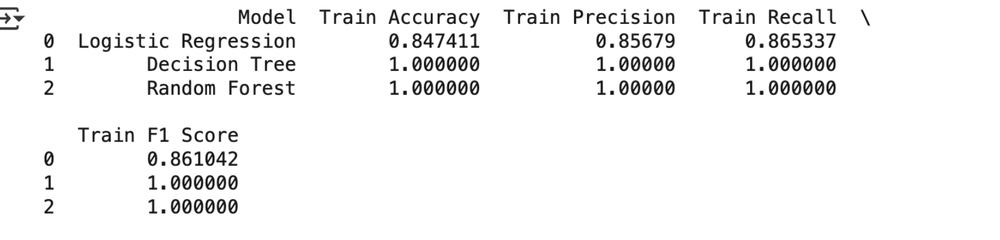 Model  Train Accuracy  Train Precision  Train Recall  \
0  Logistic Regression        0.847411          0.85679      0.865337
1        Decision Tree        1.000000          1.00000      1.000000
2        Random Forest        1.000000          1.00000      1.000000
Train F1 Score
0        0.861042
1        1.000000
2        1.000000